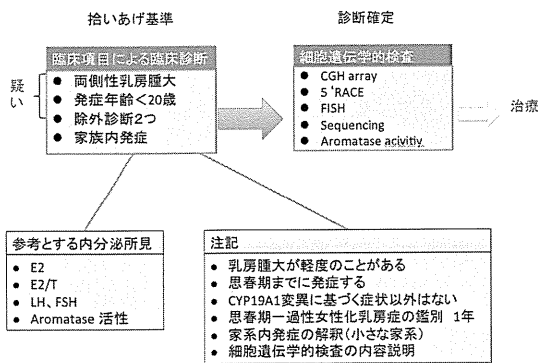 拾いあげ基準
診断確定
臨床項目による臨床診断
疑い
● 両側性乳房腫大
● 発症年齢<20歳
● 除外診断2つ
● 家族内発症
細胞遺伝学的検査
● CGH array
● 5 'RACE
● FISH
● Sequencing
● Aromatase acivitiy
治療
参考とする内分泌所見
● E2
● E2/T
● LH、FSH
● Aromatase 活性
注記
● 乳房腫大が軽度のことがある
● 思春期までに発症する
● CYP19A1変異に基づく症状以外はない
● 思春期一過性女性化乳房症の鑑別 1年
● 家系内発症の解釈(小さな家系)
● 細胞遺伝学的検査の内容説明